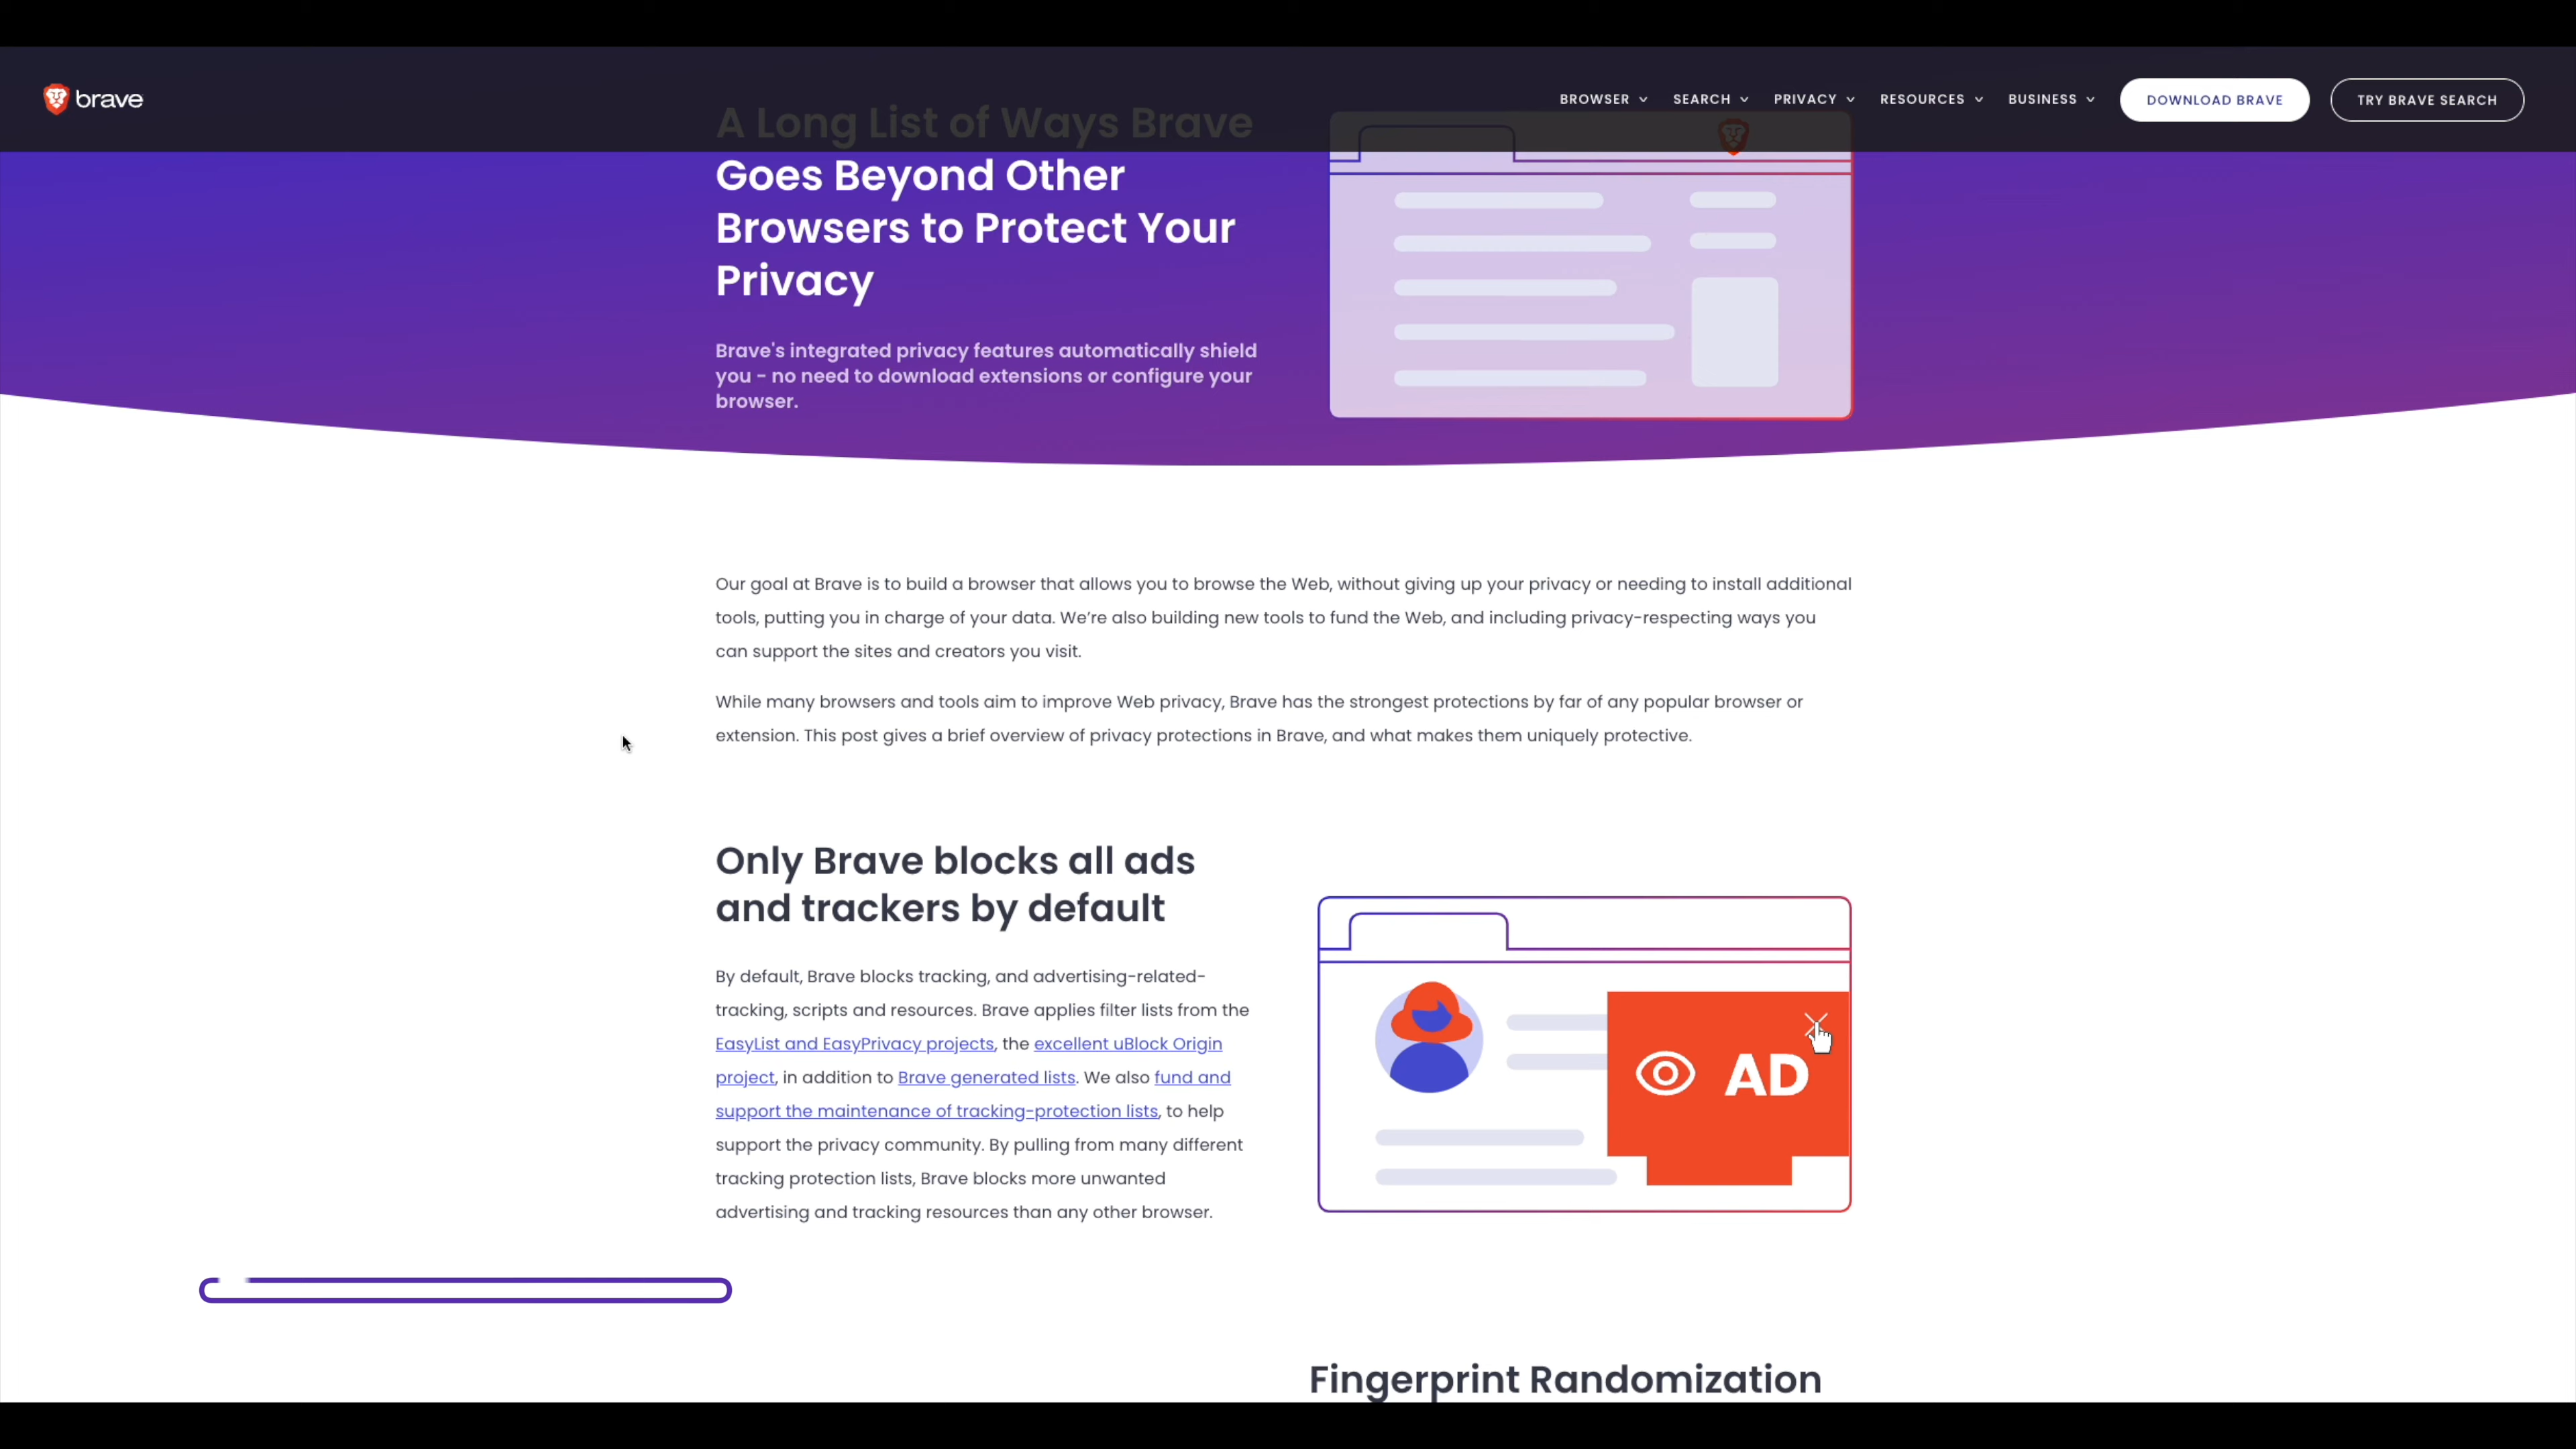 brave
BROWSER
SEARCH
PRIVACY
RESOURCES
BUSINESS
DOWNLOAD BRAVE
TRY BRAVE SEARCH
A Long List of Ways Brave
Goes Beyond Other
Browsers to Protect Your
Privacy
Brave's integrated privacy features automatically shield
you - no need to download extensions or configure your
browser.
Our goal at Brave is to build a browser that allows you to browse the Web, without giving up your privacy or needing to install additional
tools, putting you in charge of your data. We’re also building new tools to fund the Web, and including privacy-respecting ways you
can support the sites and creators you visit.
While many browsers and tools aim to improve Web privacy, Brave has the strongest protections by far of any popular browser or
extension. This post gives a brief overview of privacy protections in Brave, and what makes them uniquely protective.
Only Brave blocks all ads
and trackers by default
By default, Brave blocks tracking, and advertising-related-
tracking, scripts and resources. Brave applies filter lists from the
EasyList and EasyPrivacy projects, the excellent uBlock Origin
project, in addition to Brave generated lists. We also fund and
support the maintenance of tracking-protection lists, to help
support the privacy community. By pulling from many different
tracking protection lists, Brave blocks more unwanted
advertising and tracking resources than any other browser.
AD
Fingerprint Randomization